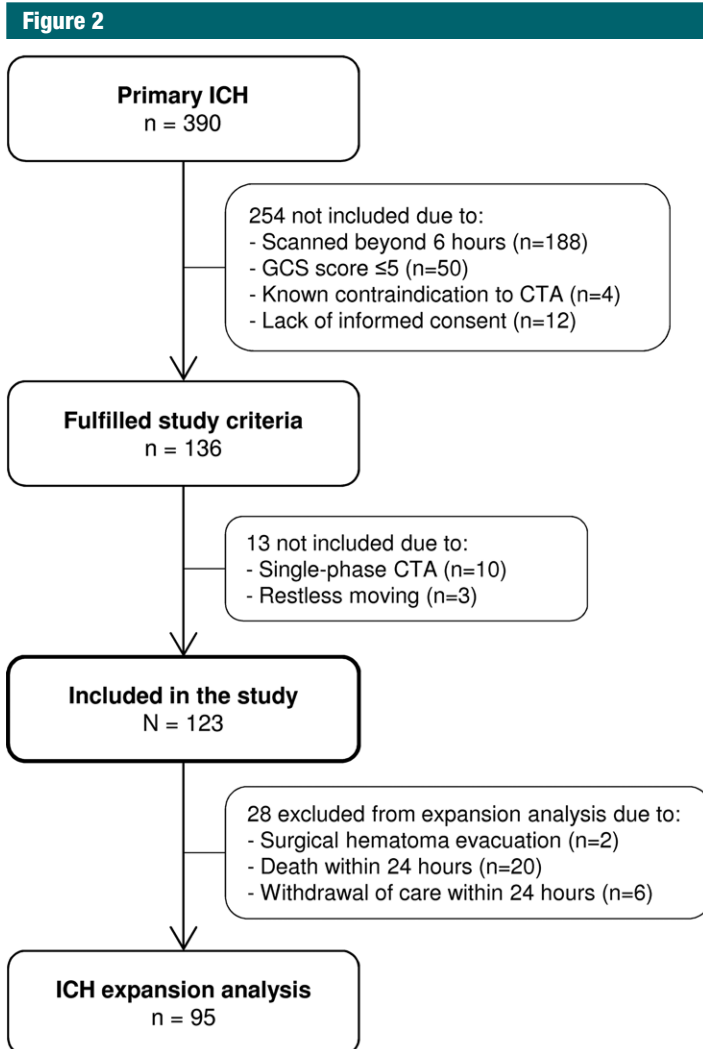 Figure 2
Primary ICH
n = 390
254 not included due to:
- Scanned beyond 6 hours (n=188)
- GCS score ≤5 (n=50)
- Known contraindication to CTA (n=4)
- Lack of informed consent (n=12)
Fulfilled study criteria
n = 136
13 not included due to:
- Single-phase CTA (n=10)
- Restless moving (n=3)
Included in the study
N = 123
28 excluded from expansion analysis due to:
- Surgical hematoma evacuation (n=2)
- Death within 24 hours (n=20)
- Withdrawal of care within 24 hours (n=6)
ICH expansion analysis
n = 95